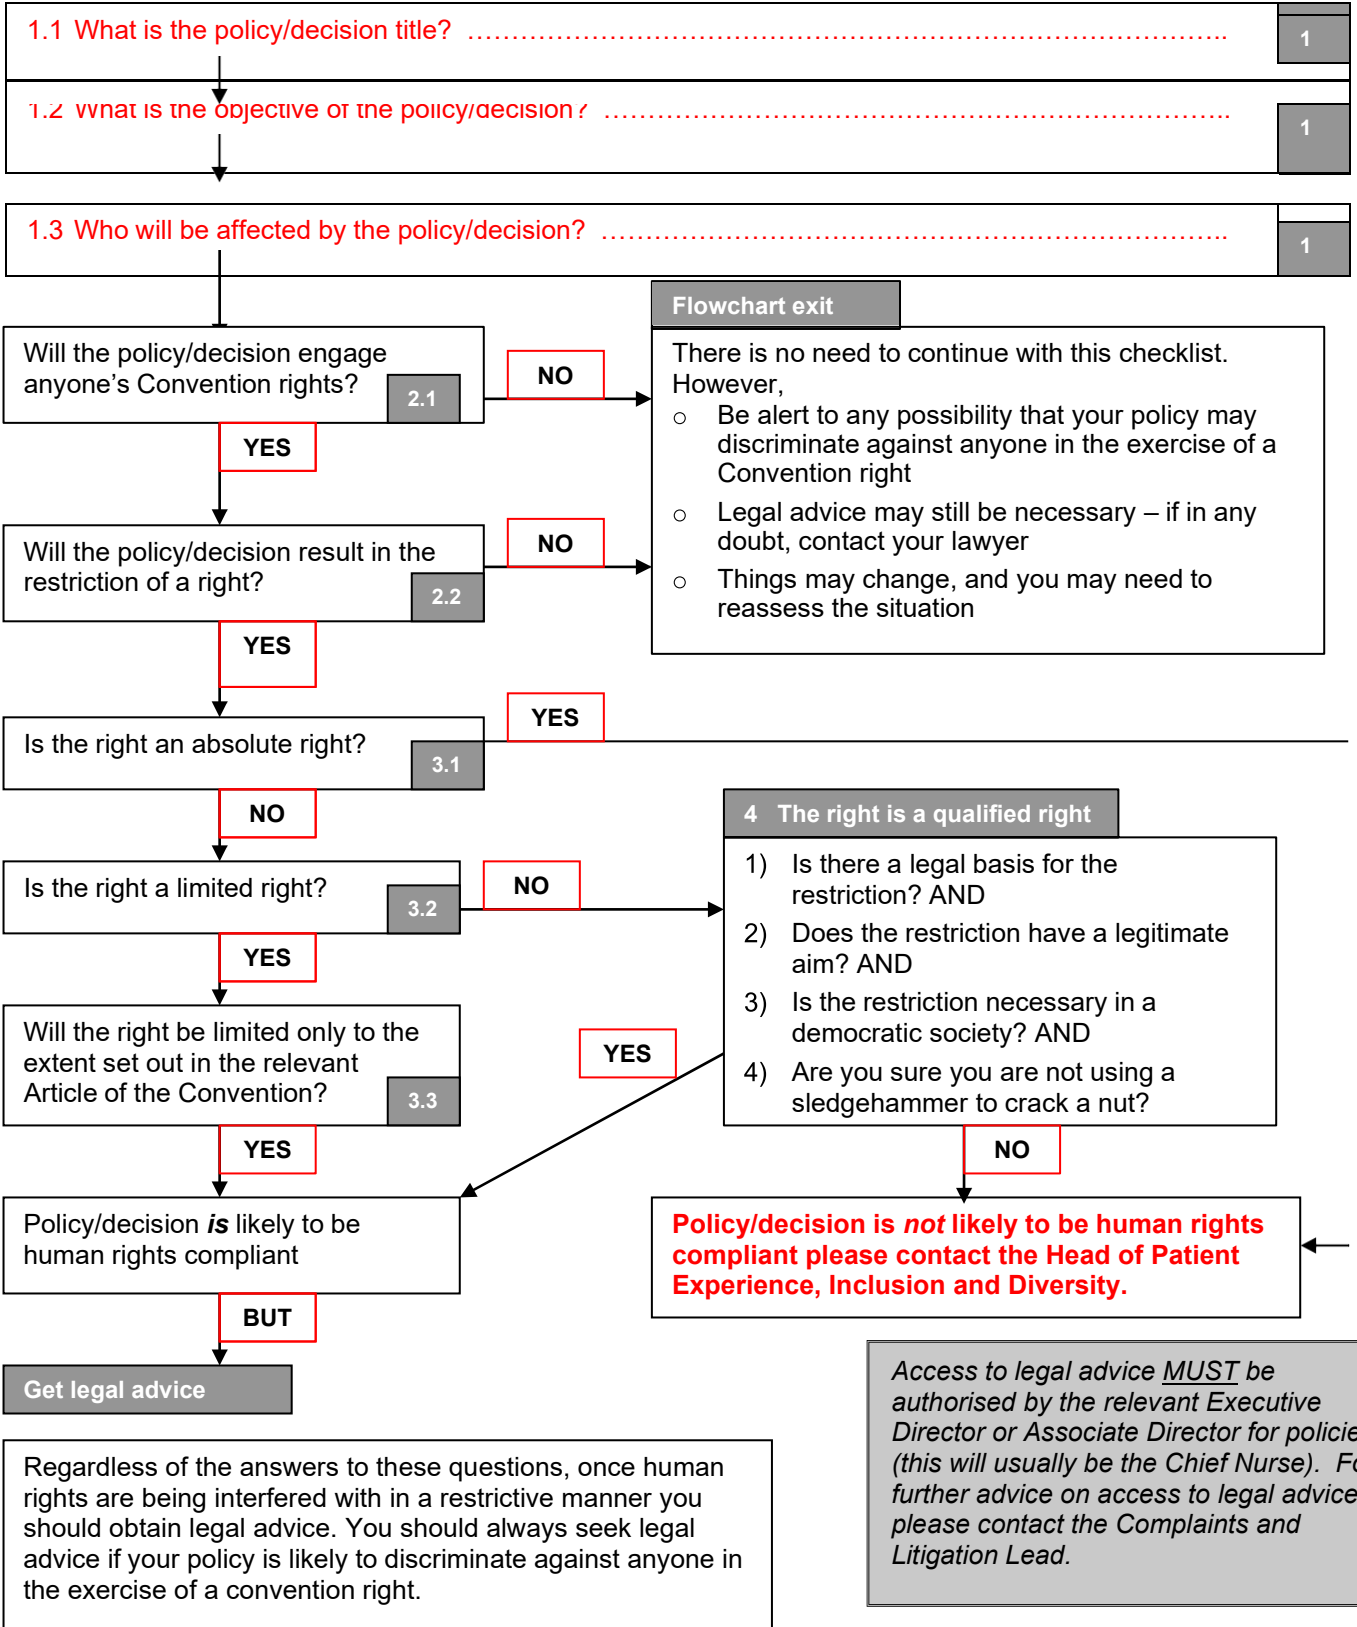 1.1 What is the policy/decision title? ………………………………………………………………………..
1
1.2 What is the objective of the policy/decision? ……………………………………………………………..
1
1.3 Who will be affected by the policy/decision? ……………………………………………………………..
1
Flowchart exit
Will the policy/decision engage
anyone’s Convention rights?
2.1
NO
There is no need to continue with this checklist.
However,
o Be alert to any possibility that your policy may
discriminate against anyone in the exercise of a
Convention right
o Legal advice may still be necessary – if in any
doubt, contact your lawyer
o Things may change, and you may need to
reassess the situation
YES
Will the policy/decision result in the
restriction of a right?
2.2
NO
YES
Is the right an absolute right?
3.1
YES
NO
Is the right a limited right?
3.2
NO
4 The right is a qualified right
1) Is there a legal basis for the
restriction? AND
2) Does the restriction have a legitimate
aim? AND
3) Is the restriction necessary in a
democratic society? AND
4) Are you sure you are not using a
sledgehammer to crack a nut?
YES
Will the right be limited only to the
extent set out in the relevant
Article of the Convention?
3.3
YES
YES
NO
Policy/decision is likely to be
human rights compliant
Policy/decision is not likely to be human rights
compliant please contact the Head of Patient
Experience, Inclusion and Diversity.
BUT
Get legal advice
Regardless of the answers to these questions, once human
rights are being interfered with in a restrictive manner you
should obtain legal advice. You should always seek legal
advice if your policy is likely to discriminate against anyone in
the exercise of a convention right.
Access to legal advice MUST be
authorised by the relevant Executive
Director or Associate Director for policie
(this will usually be the Chief Nurse). Fo
further advice on access to legal advice
please contact the Complaints and
Litigation Lead.